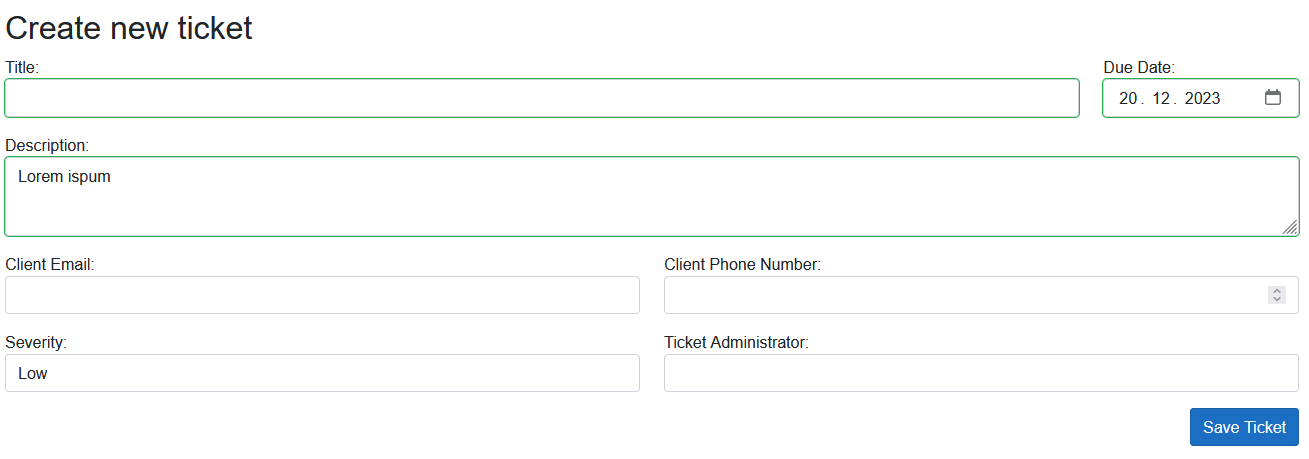 Create new ticket
Title:
Due Date:
20 . 12 . 2023
Description:
Lorem ispum
Client Email:
Client Phone Number:
Severity:
Ticket Administrator:
Low
Save Ticket